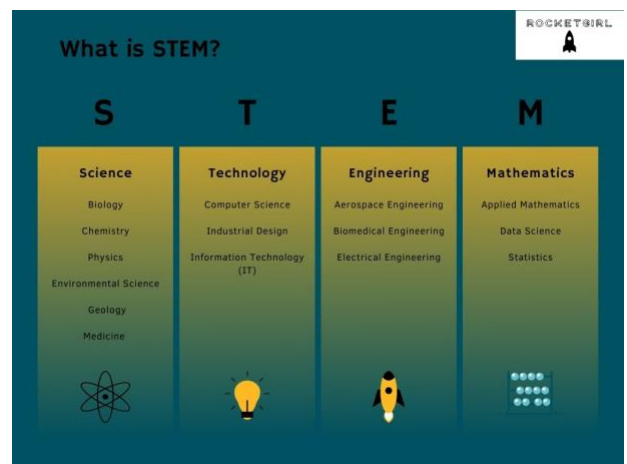 ROCKETGIRL
What is STEM?
S
T
E
M
Science
Biology
Chemistry
Physics
Environmental Science
Geology
Medicine
Technology
Computer Science
Industrial Design
Information Technology
(IT)
Engineering
Aerospace Engineering
Biomedical Engineering
Electrical Engineering
Mathematics
Applied Mathematics
Data Science
Statistics